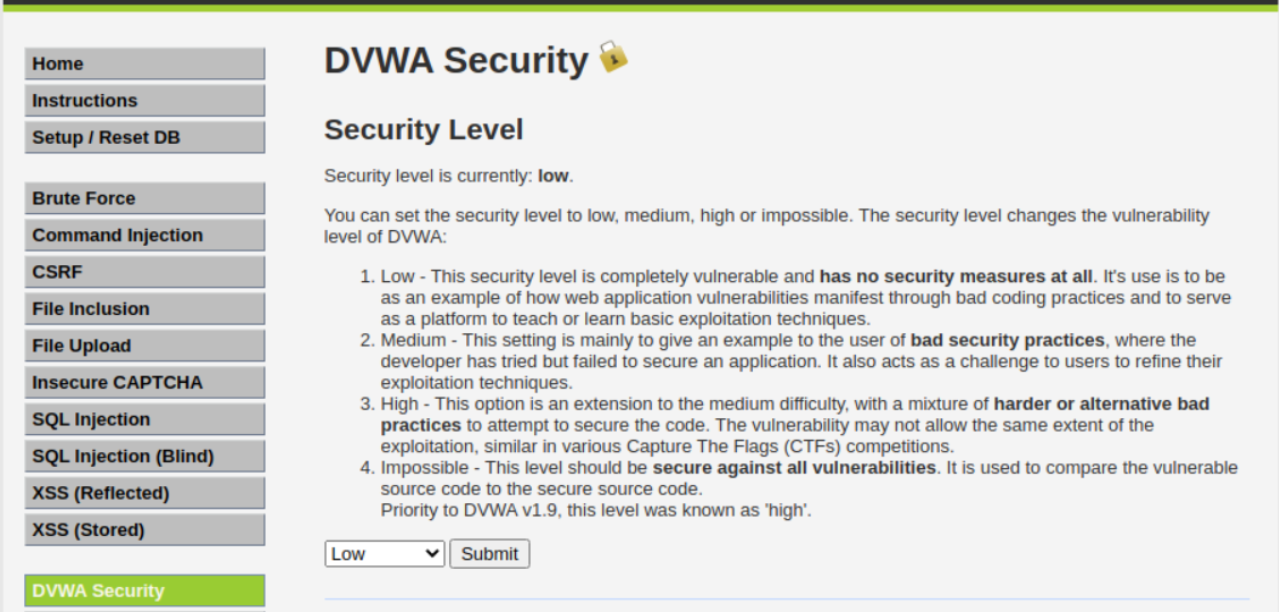 Home
Instructions
Setup / Reset DB
Brute Force
Command Injection
CSRF
File Inclusion
File Upload
Insecure CAPTCHA
SQL Injection
SQL Injection (Blind)
XSS (Reflected)
XSS (Stored)
DVWA Security
DVWA Security
Security Level
Security level is currently: low.
You can set the security level to low, medium, high or impossible. The security level changes the vulnerability
level of DVWA:
1. Low - This security level is completely vulnerable and has no security measures at all. It's use is to be
as an example of how web application vulnerabilities manifest through bad coding practices and to serve
as a platform to teach or learn basic exploitation techniques.
2. Medium - This setting is mainly to give an example to the user of bad security practices, where the
developer has tried but failed to secure an application. It also acts as a challenge to users to refine their
exploitation techniques.
3. High - This option is an extension to the medium difficulty, with a mixture of harder or alternative bad
practices to attempt to secure the code. The vulnerability may not allow the same extent of the
exploitation, similar in various Capture The Flags (CTFs) competitions.
4. Impossible - This level should be secure against all vulnerabilities. It is used to compare the vulnerable
source code to the secure source code.
Priority to DVWA v1.9, this level was known as 'high'.
Low Submit